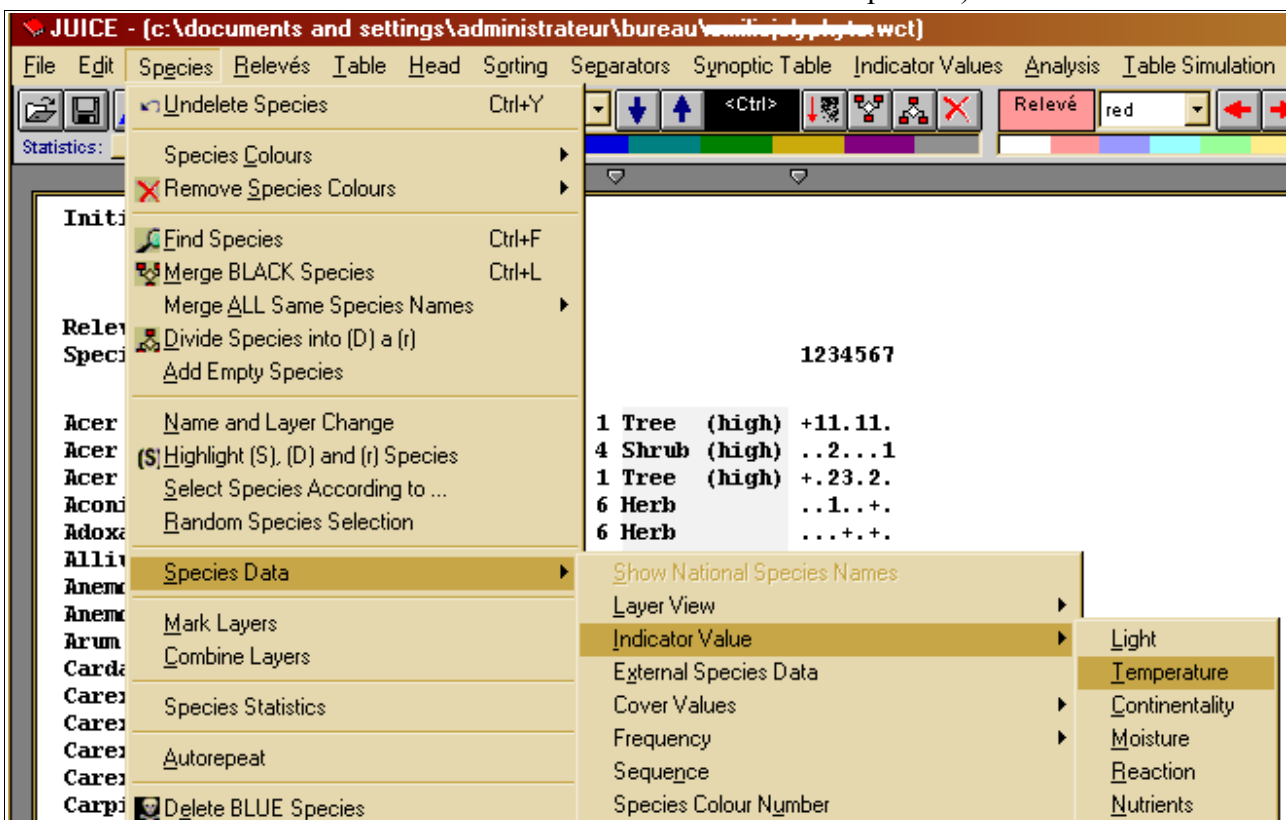 JUICE - (c:\documents and settings\administrateur\bureau\ wct)
File Edit Species Relevés Table Head Sorting Separators Synoptic Table Indicator Values Analysis Table Simulation
Undelete Species Ctrl+Y
<Ctrl>
Relevé
red
Statistics:
Species Colours
Remove Species Colours
Initi
Find Species Ctrl+F
Merge BLACK Species Ctrl+L
Merge ALL Same Species Names
Relev
Divide Species into (D) a (r)
Speci 1234567
Add Empty Species
Acer Name and Layer Change 1 Tree (high) +11.11.
Acer (S) Highlight (S), (D) and (r) Species 4 Shrub (high) ..2...1
Acer Select Species According to ... 1 Tree (high) +.23.2.
Aconi Random Species Selection 6 Herb ..1..+.
Adoxa 6 Herb ...+.+.
Alliu Species Data Show National Species Names
Anemo Layer View
Anemo Mark Layers Indicator Value Light
Arum Combine Layers External Species Data Temperature
Carda Cover Values Continentality
Carex Species Statistics Frequency Moisture
Carex Autorepeat Sequence Reaction
Carex
Carex
Carpi Delete BLUE Species Species Colour Number Nutrients